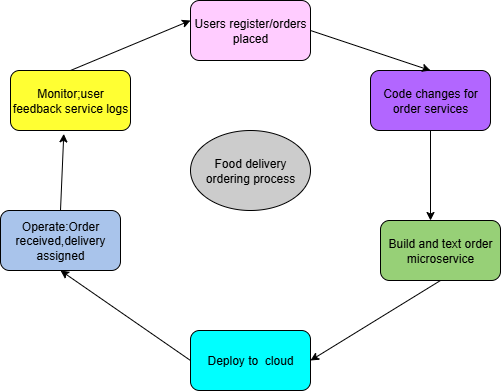 Users register/orders
placed
Code changes for
order services
Build and text order
microservice
Deploy to  cloud
Operate:Order
received,delivery
assigned
Monitor;user
feedback service logs
Food delivery
ordering process